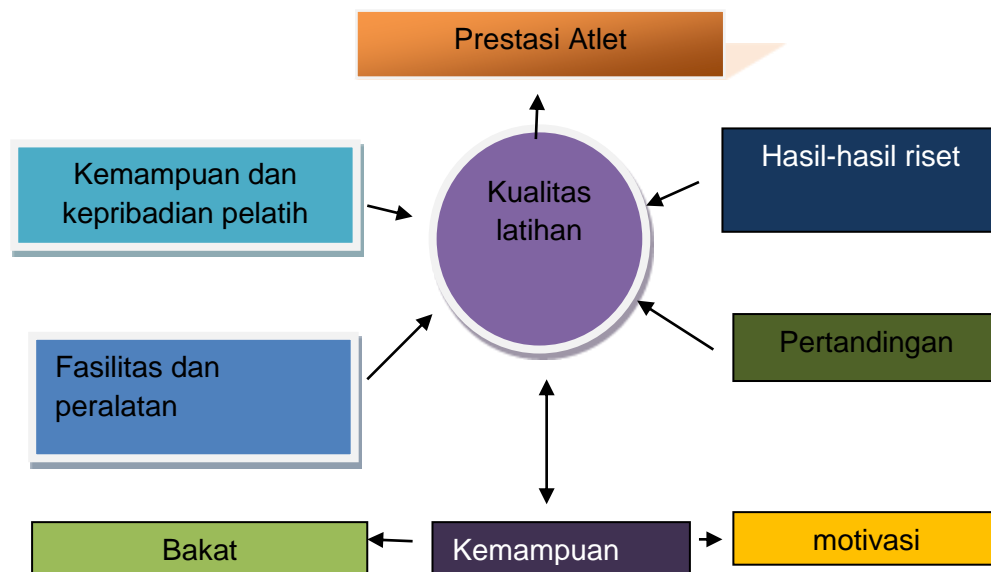 Prestasi Atlet
Kemampuan dan
kepribadian pelatih
Kualitas
latihan
Hasil-hasil riset
Fasilitas dan
peralatan
Pertandingan
Bakat
Kemampuan
motivasi